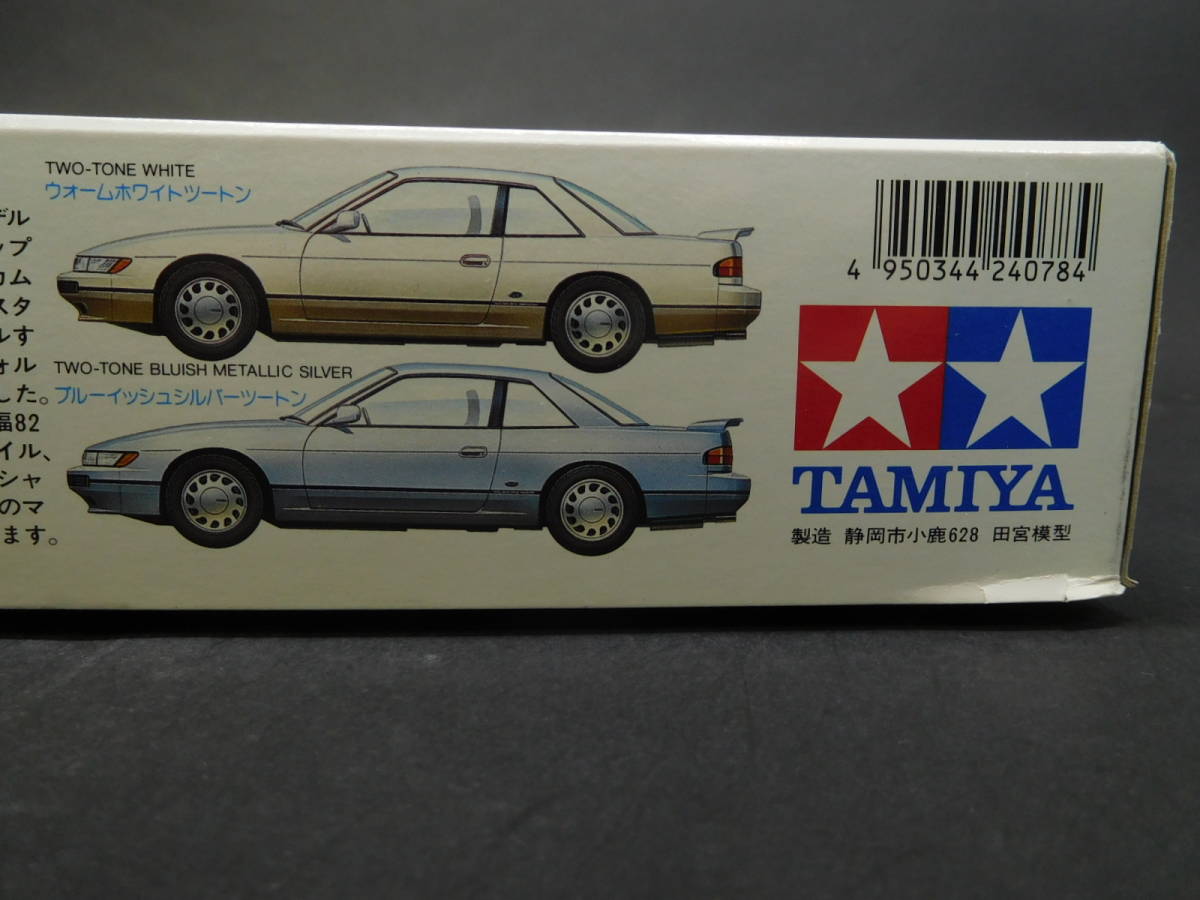 TWO-TONE WHITE
ウォームホワイトツートン
TWO-TONE BLUISH METALLIC SILVER
ブルーイッシュシルバーツートン
デル
ップ
カム
スタ
ルす
ォル
した。
幅82
イル、
シャ
のマ
ます。
4 950344 240784
TAMIYA
製造 静岡市小鹿628 田宮模型